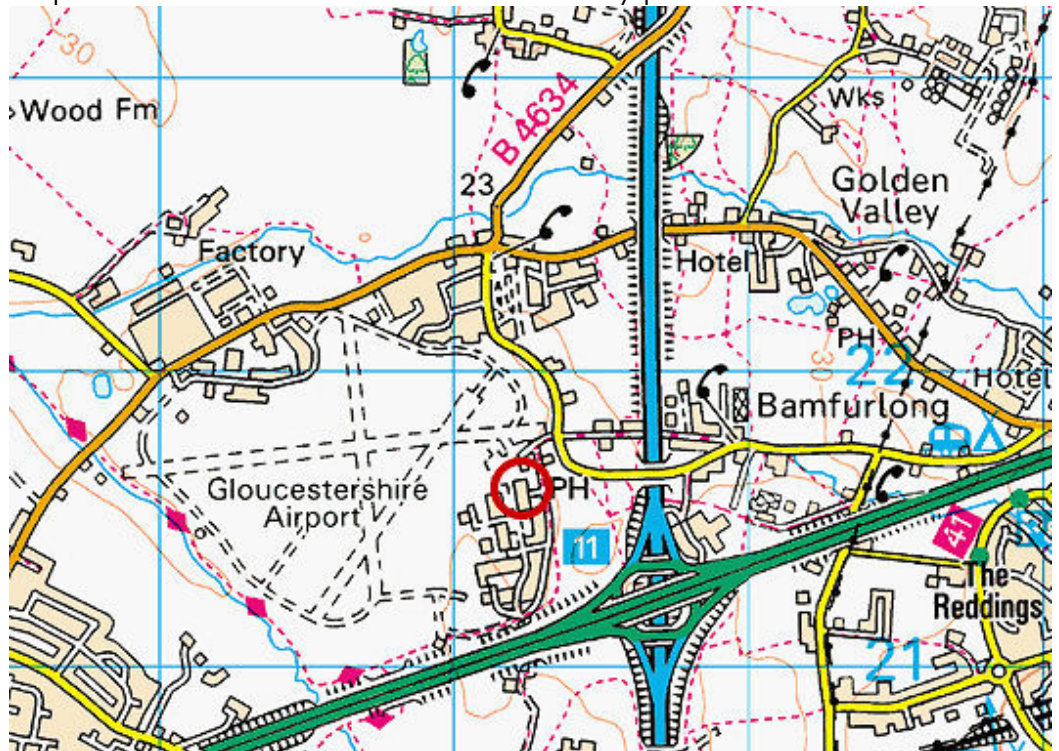 30
Wood Fm
B 4634
Wks
23
Golden
Valley
Factory
Hotel
PH
22
30
Hotel
Bamfurlong
Gloucestershire
Airport
PH
11
41
The
Reddings
21